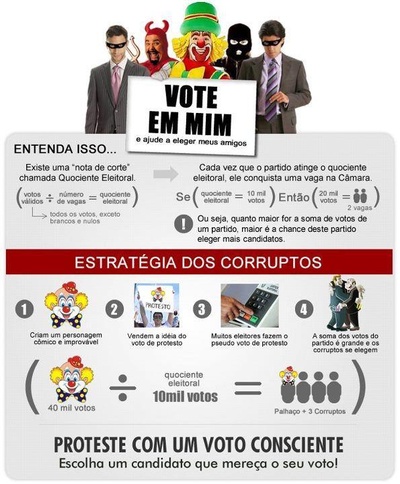 VOTE
EM MIM
e ajude a eleger meus amigos
ENTENDA ISSO...
Existe uma “nota de corte”
chamada Quociente Eleitoral.
votos válidos ÷ número de vagas = quociente eleitoral
todos os votos, exceto
brancos e nulos
Cada vez que o partido atinge o quociente
eleitoral, ele conquista uma vaga na Câmara.
Se (quociente eleitoral = 10 mil votos) Então (20 mil votos = 2 vagas)
! Ou seja, quanto maior for a soma de votos de
um partido, maior é a chance deste partido
eleger mais candidatos.
ESTRATÉGIA DOS CORRUPTOS
1
Criam um personagem
cômico e improvável
2
PROTESTO
Vendem a idéia do
voto de protesto
3
Muitos eleitores fazem o
pseudo voto de protesto
4
A soma dos votos do
partido é grande e os
corruptos se elegem
40 mil votos
÷
quociente
eleitoral
10mil votos
=
Palhaço + 3 Corruptos
PROTESTE COM UM VOTO CONSCIENTE
Escolha um candidato que mereça o seu voto!